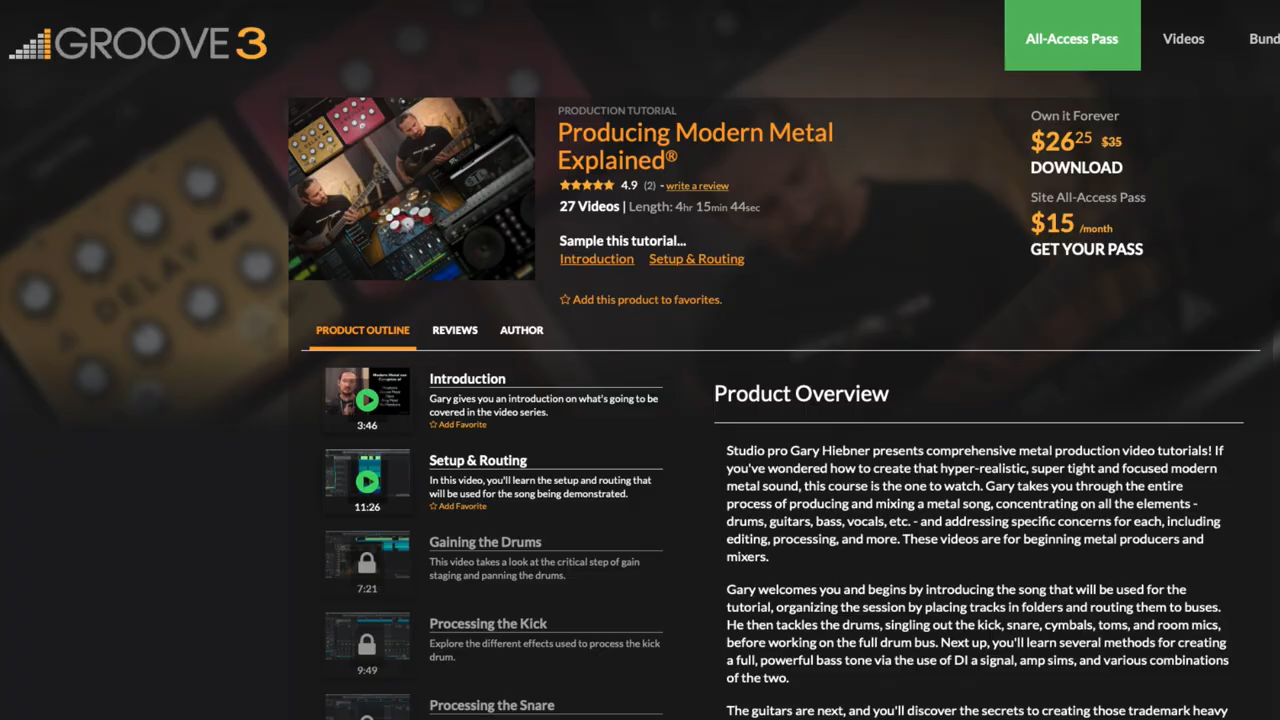 GROOVE 3
All-Access Pass
Videos
Bund
PRODUCTION TUTORIAL
Producing Modern Metal
Explained®
4.9 (2) - write a review
27 Videos | Length: 4hr 15min 44sec
Sample this tutorial...
Introduction Setup & Routing
Add this product to favorites.
Own it Forever
$26.25 $35
DOWNLOAD
Site All-Access Pass
$15 /month
GET YOUR PASS
PRODUCT OUTLINE REVIEWS AUTHOR
Introduction
Gary gives you an introduction on what's going to be
covered in the video series.
Add Favorite
3:46
Setup & Routing
In this video, you'll learn the setup and routing that
will be used for the song being demonstrated.
Add Favorite
11:26
Gaining the Drums
This video takes a look at the critical step of gain
staging and panning the drums.
7:21
Processing the Kick
Explore the different effects used to process the kick
drum.
9:49
Processing the Snare
Product Overview
Studio pro Gary Hiebner presents comprehensive metal production video tutorials! If
you've wondered how to create that hyper-realistic, super tight and focused modern
metal sound, this course is the one to watch. Gary takes you through the entire
process of producing and mixing a metal song, concentrating on all the elements -
drums, guitars, bass, vocals, etc. - and addressing specific concerns for each, including
editing, processing, and more. These videos are for beginning metal producers and
mixers.
Gary welcomes you and begins by introducing the song that will be used for the
tutorial, organizing the session by placing tracks in folders and routing them to buses.
He then tackles the drums, singling out the kick, snare, cymbals, toms, and room mics,
before working on the full drum bus. Next up, you'll learn several methods for creating
a full, powerful bass tone via the use of DI a signal, amp sims, and various combinations
of the two.
The guitars are next, and you'll discover the secrets to creating those trademark heavy
DELAY